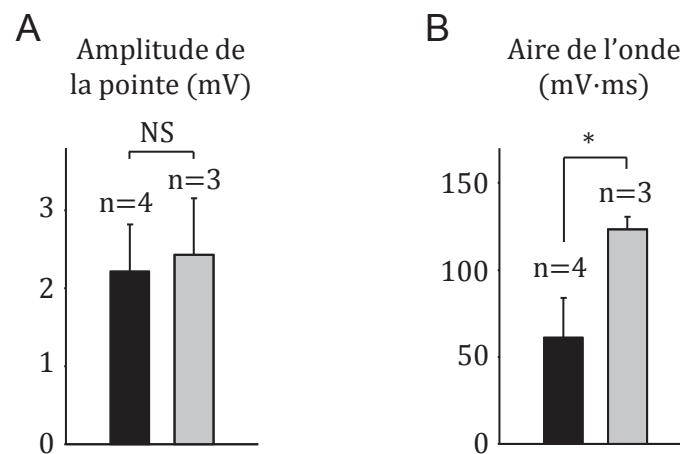 A
Amplitude de
la pointe (mV)
NS
n=4
n=3
3
2
1
0
B
Aire de l'onde
(mV·ms)
*
n=3
n=4
150
100
50
0